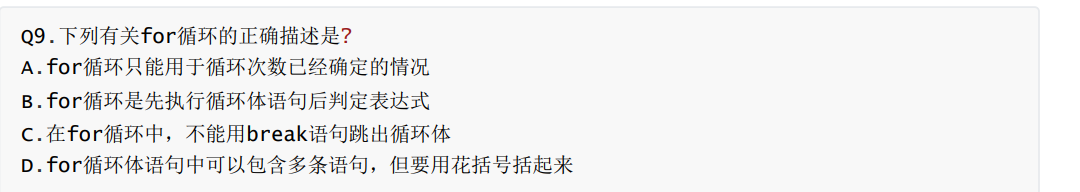 Q9.下列有关for循环的正确描述是?
A.for循环只能用于循环次数已经确定的情况
B.for循环是先执行循环体语句后判定表达式
C.在for循环中，不能用break语句跳出循环体
D.for循环体语句中可以包含多条语句，但要用花括号括起来